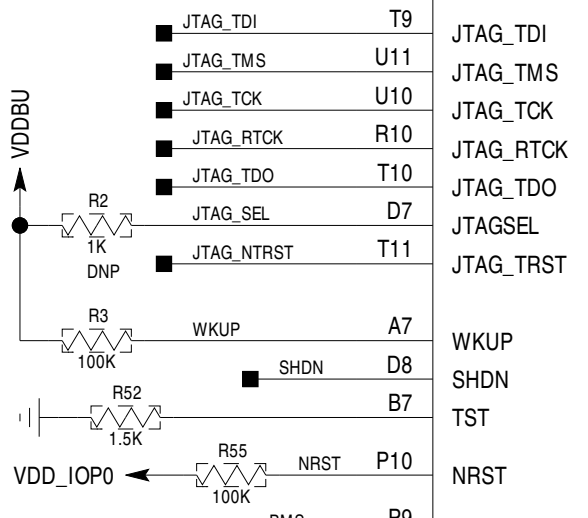 JTAG_TDI T9 JTAG_TDI
JTAG_TMS U11 JTAG_TMS
JTAG_TCK U10 JTAG_TCK
VDDBU
JTAG_RTCK R10 JTAG_RTCK
JTAG_TDO T10 JTAG_TDO
R2 JTAG_SEL D7 JTAGSEL
1K
DNP
JTAG_NTRST T11 JTAG_TRST
R3 WKUP A7 WKUP
100K
SHDN D8 SHDN
R52 B7 TST
1.5K
R55
VDD_IOP0 NRST P10 NRST
100K